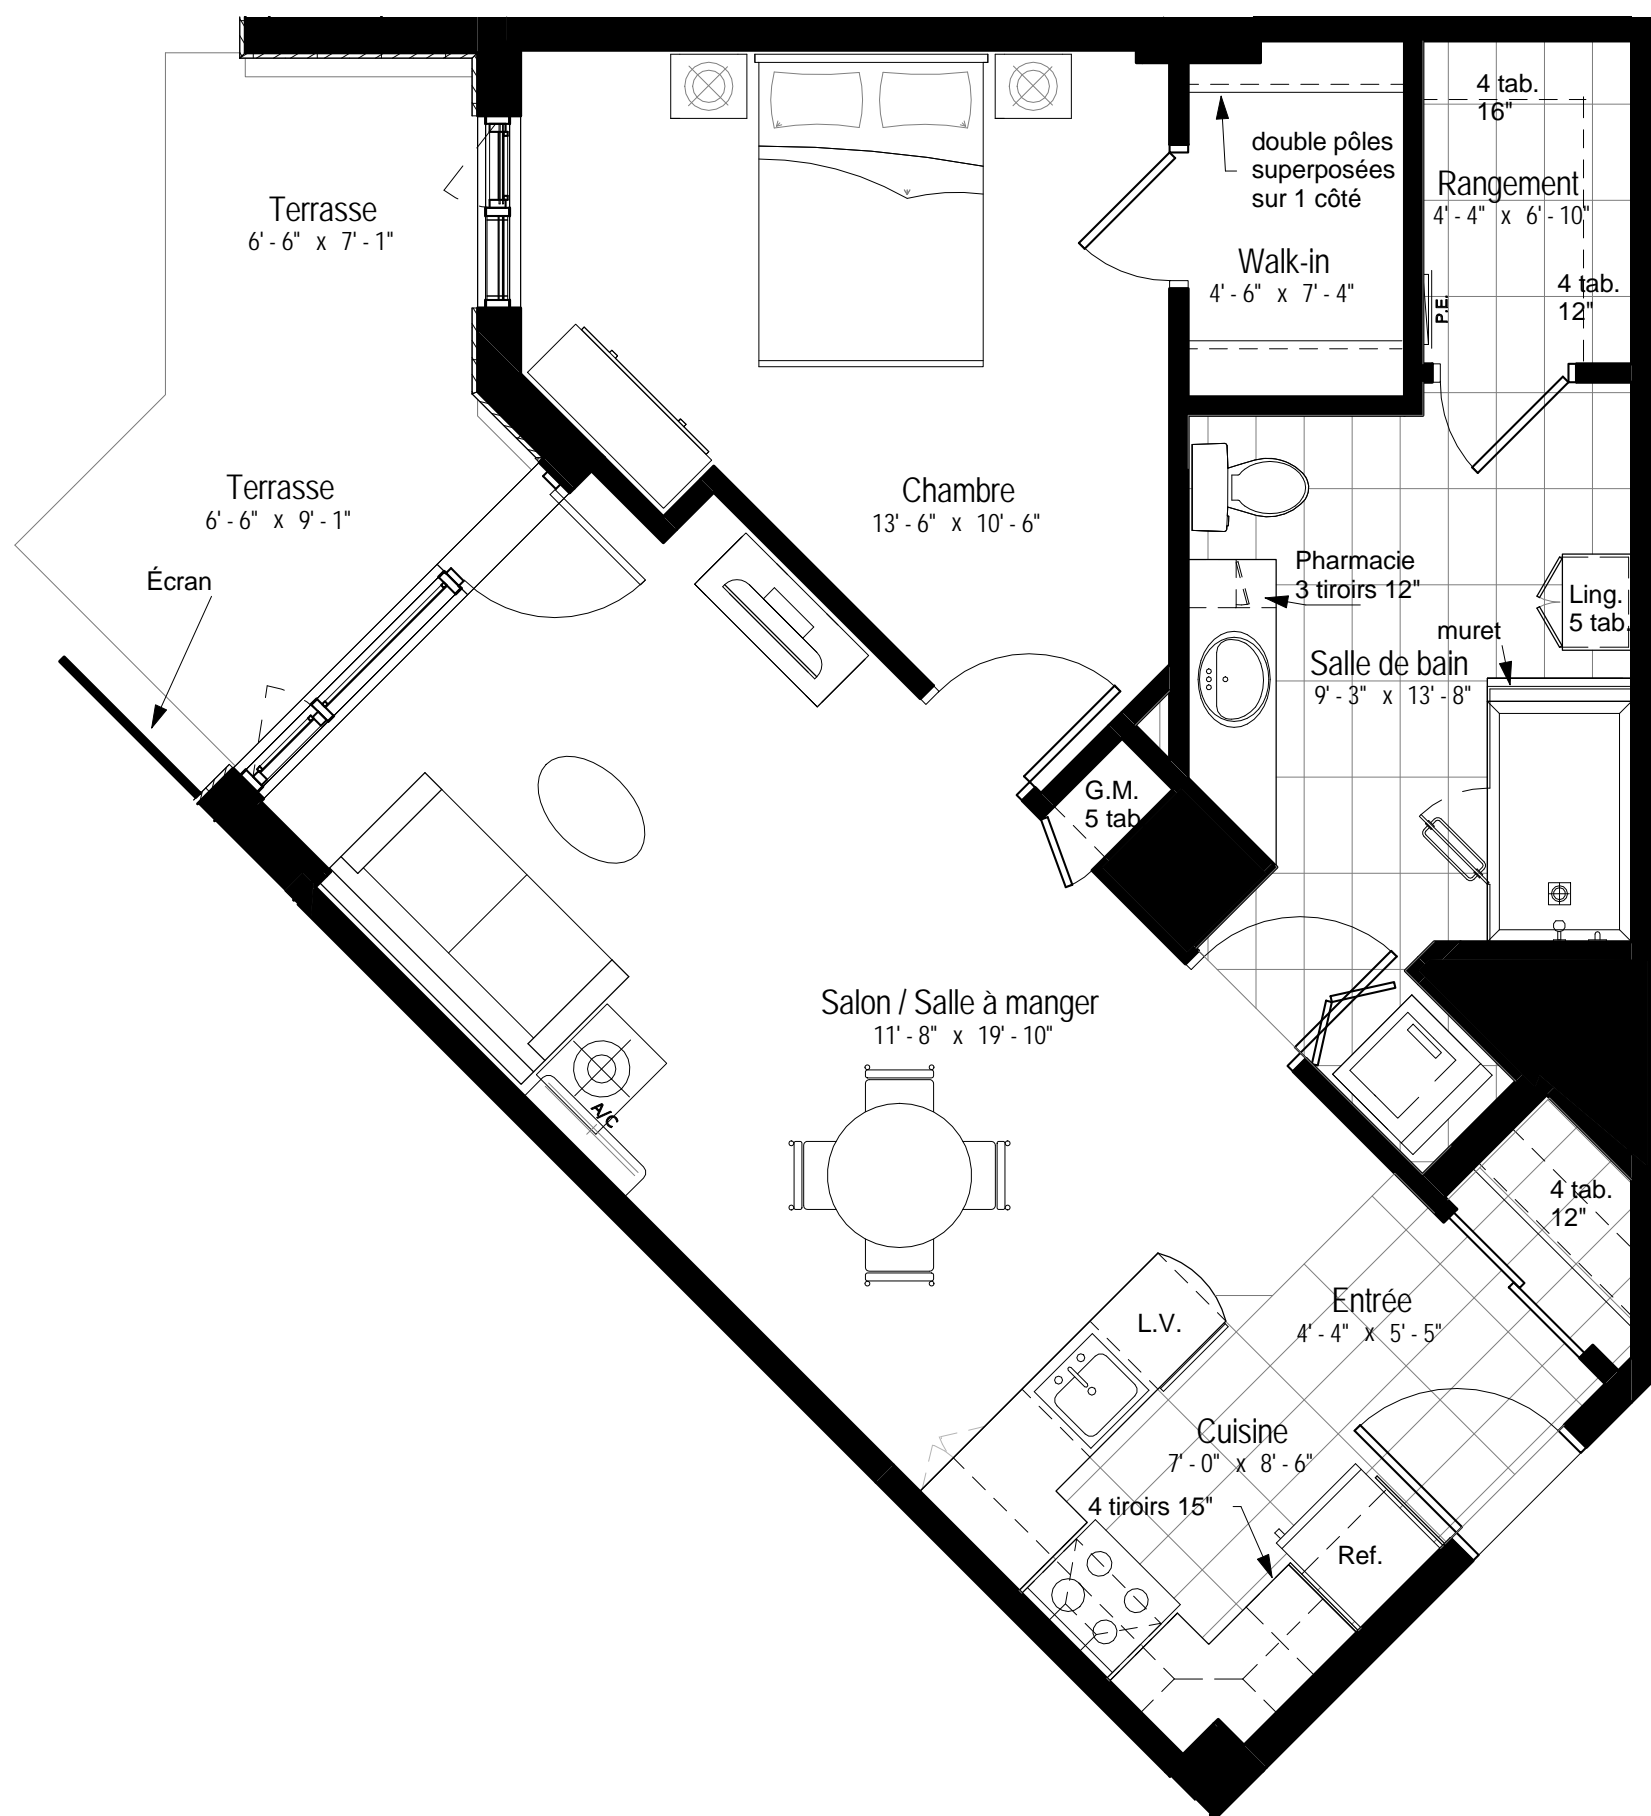 4 tab.
16"
double pôles
superposées
sur 1 côté
Rangement
4' - 4" x 6' - 10"
Terrasse
6' - 6" x 7' - 1"
Walk-in
4' - 6" x 7' - 4"
4 tab.
12"
P.E.
Terrasse
6' - 6" x 9' - 1"
Chambre
13' - 6" x 10' - 6"
Écran
Pharmacie
3 tiroirs 12"
Ling.
5 tab.
muret
Salle de bain
9' - 3" x 13' - 8"
G.M.
5 tab
Salon / Salle à manger
11' - 8" x 19' - 10"
A/C
4 tab.
12"
Entrée
4' - 4" x 5' - 5"
L.V.
Cuisine
7' - 0" x 8' - 6"
4 tiroirs 15"
Ref.